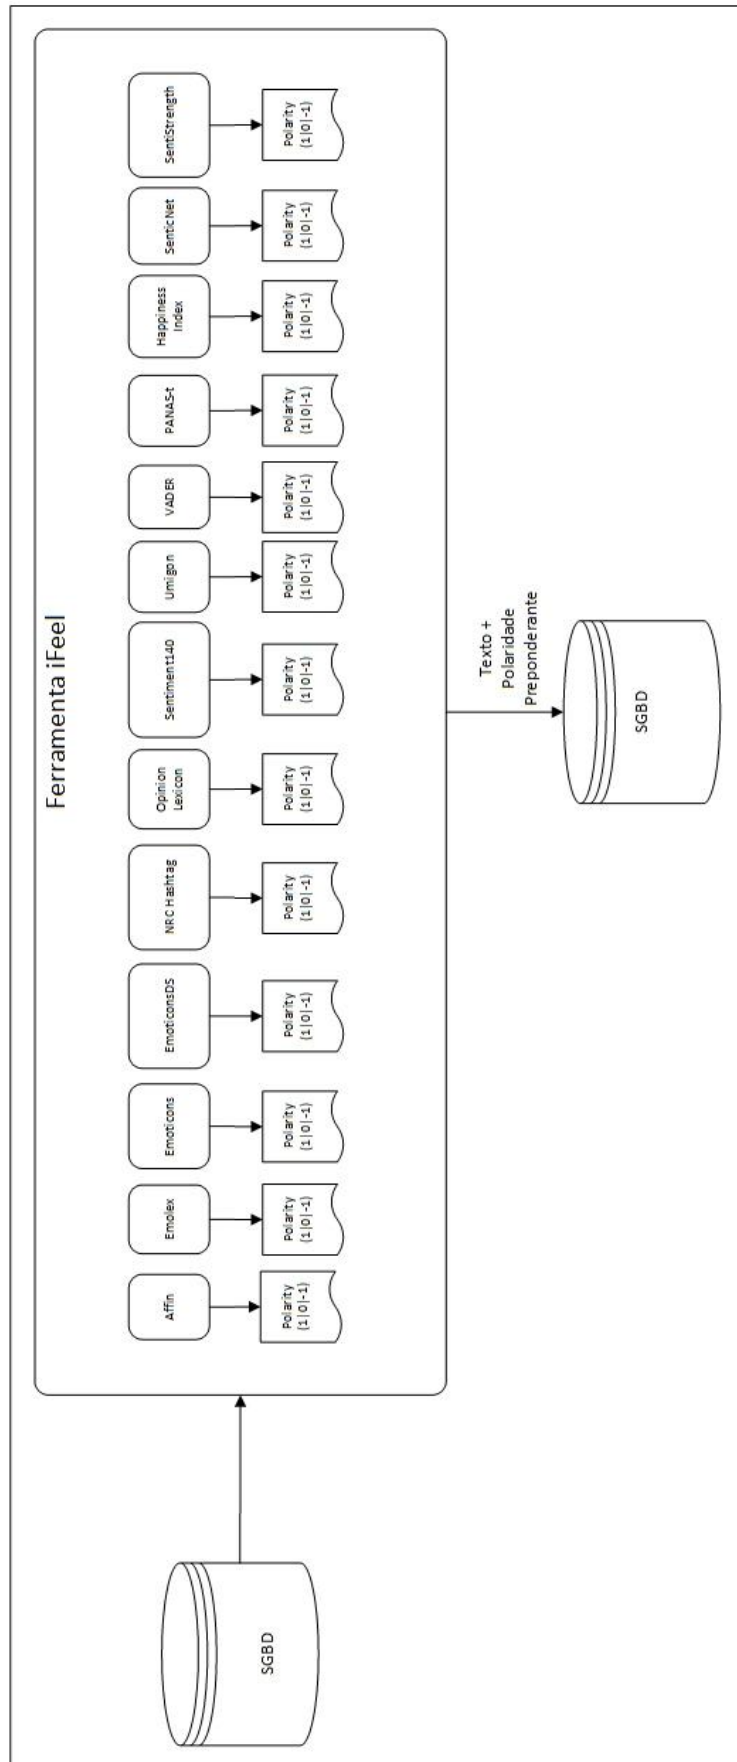 Ferramenta iFeel
SGBD
Affin
Polarity
(1|0|-1)
Emolex
Polarity
(1|0|-1)
Emoticons
Polarity
(1|0|-1)
EmoticonsDS
Polarity
(1|0|-1)
NRC Hashtag
Polarity
(1|0|-1)
Opinion
Lexicon
Polarity
(1|0|-1)
Sentiment140
Polarity
(1|0|-1)
Umigon
Polarity
(1|0|-1)
VADER
Polarity
(1|0|-1)
PANAS-t
Polarity
(1|0|-1)
Happiness
Index
Polarity
(1|0|-1)
SenticNet
Polarity
(1|0|-1)
SentiStrength
Polarity
(1|0|-1)
Texto +
Polaridade
Preponderante
SGBD